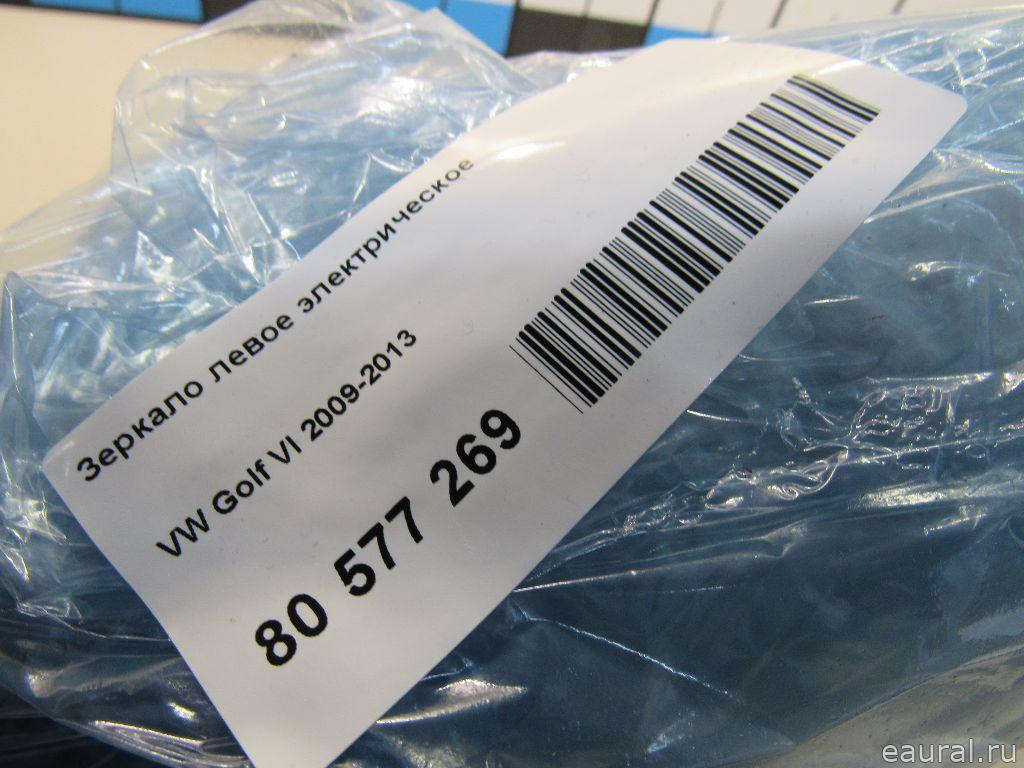 Зеркало левое электрическое
VW Golf VI 2009-2013
80 577 269
eaural.ru